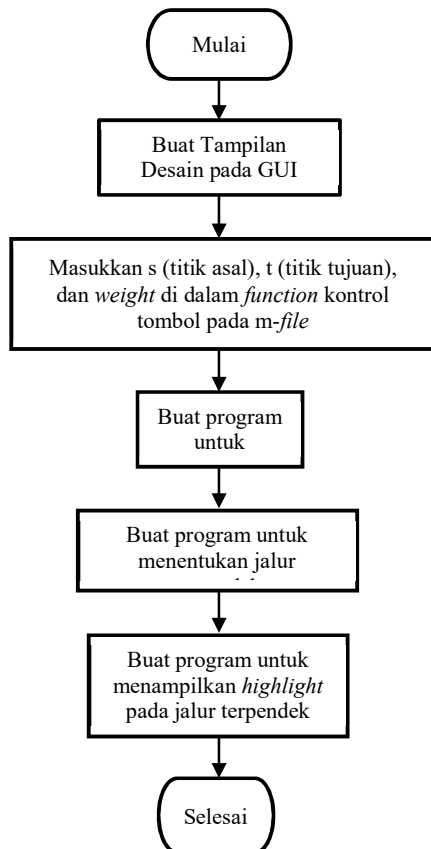 Mulai
Buat Tampilan
Desain pada GUI
Masukkan s (titik asal), t (titik tujuan),
dan weight di dalam function kontrol
tombol pada m-file
Buat program
untuk
Buat program untuk
menentukan jalur
Buat program untuk
menampilkan highlight
pada jalur terpendek
Selesai